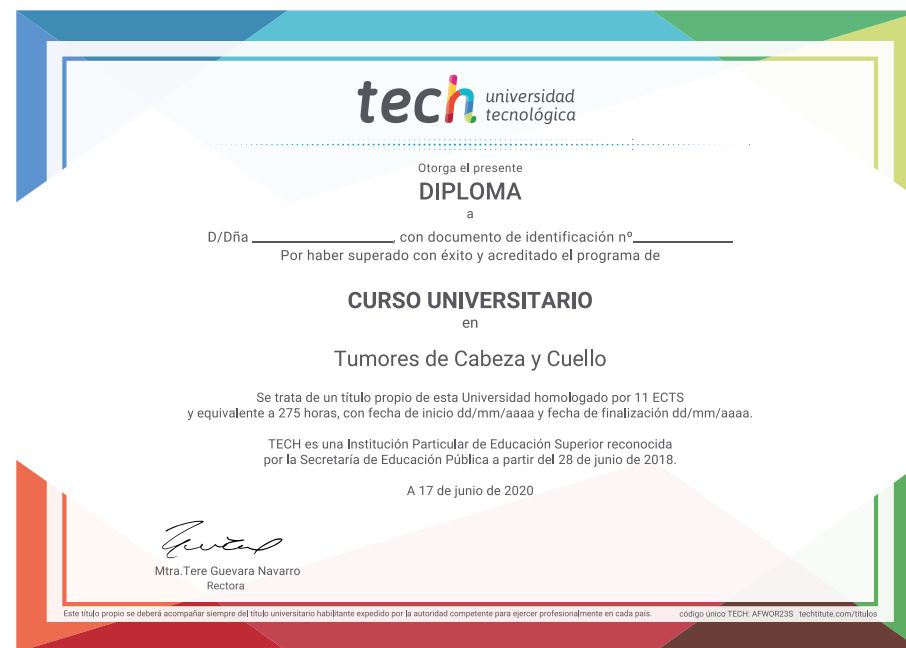 tech universidad
tecnológica
Otorga el presente
DIPLOMA
a
D/Dña ____________________, con documento de identificación nº______________
Por haber superado con éxito y acreditado el programa de
CURSO UNIVERSITARIO
en
Tumores de Cabeza y Cuello
Se trata de un título propio de esta Universidad homologado por 11 ECTS
y equivalente a 275 horas, con fecha de inicio dd/mm/aaaa y fecha de finalización dd/mm/aaaa.
TECH es una Institución Particular de Educación Superior reconocida
por la Secretaría de Educación Pública a partir del 28 de junio de 2018.
A 17 de junio de 2020
Mtra.Tere Guevara Navarro
Rectora
Este título propio se deberá acompañar siempre del título universitario habilitante expedido por la autoridad competente para ejercer profesionalmente en cada país. código único TECH: AFWOR23S techtitute.com/titulos